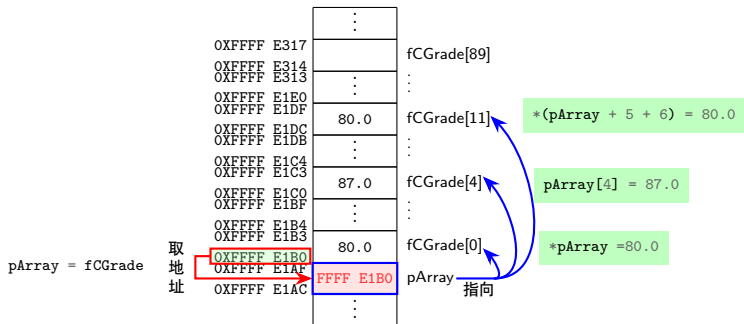 ⋮
0XFFFF E317
fCGrade[89]
0XFFFF E314
0XFFFF E313
⋮
⋮
0XFFFF E1E0
0XFFFF E1DF
80.0
fCGrade[11]
*(pArray + 5 + 6) = 80.0
0XFFFF E1DC
0XFFFF E1DB
⋮
⋮
0XFFFF E1C4
0XFFFF E1C3
87.0
fCGrade[4]
pArray[4] = 87.0
0XFFFF E1C0
0XFFFF E1BF
⋮
⋮
0XFFFF E1B4
0XFFFF E1B3
80.0
fCGrade[0]
*pArray =80.0
0XFFFF E1B0
取地址
pArray = fCGrade
0XFFFF E1AF
FFFF E1B0
pArray
指向
0XFFFF E1AC
⋮